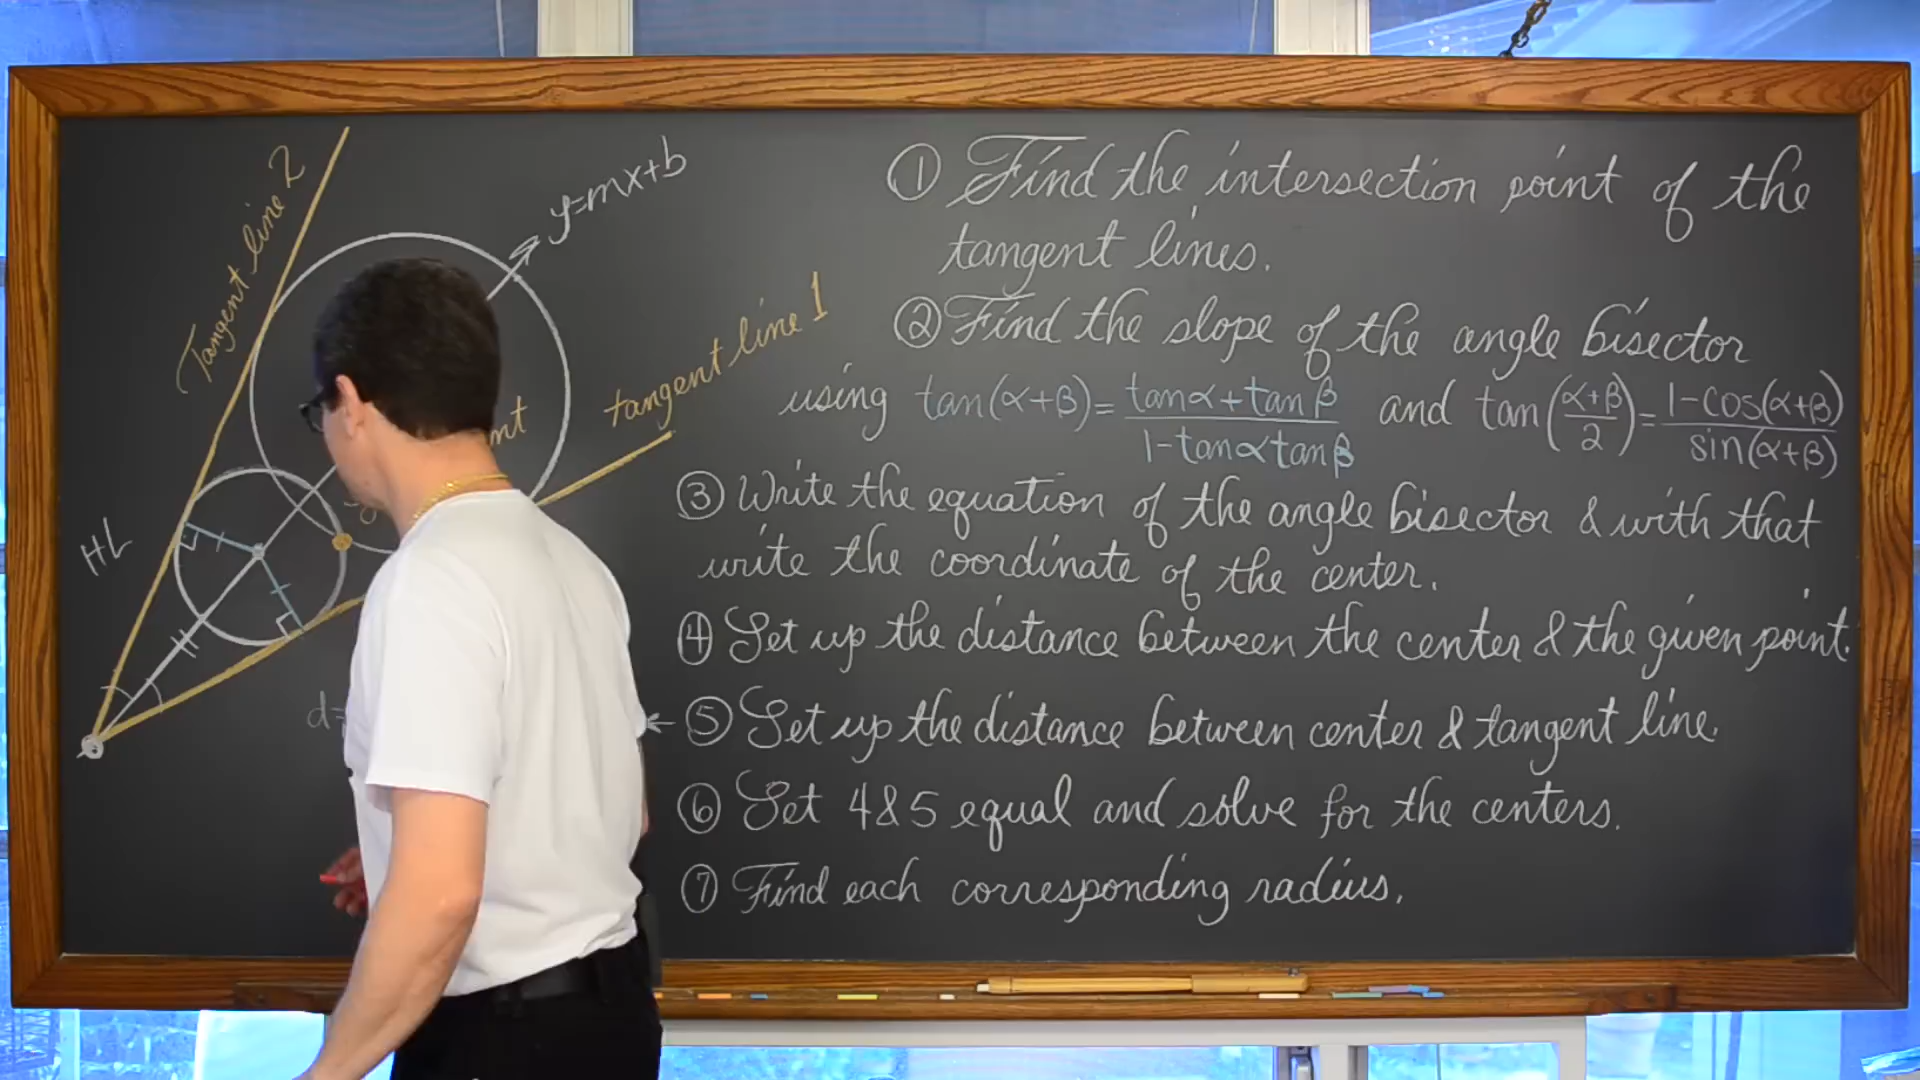 Tangent line 2
y=mx+b
tangent line 1
HL
d=
① Find the intersection point of the
tangent lines.
② Find the slope of the angle bisector
using tan(α+β)=(tanα+tanβ)/(1-tanαtanβ) and tan((α+β)/2)=(1-cos(α+β))/(sin(α+β))
③ Write the equation of the angle bisector & with that
write the coordinate of the center.
④ Set up the distance between the center & the given point.
← ⑤ Set up the distance between center & tangent line.
⑥ Set 4&5 equal and solve for the centers.
⑦ Find each corresponding radius.